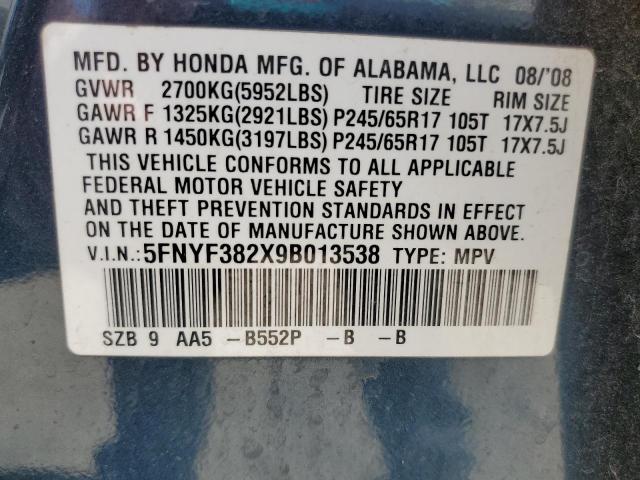 MFD. BY HONDA MFG. OF ALABAMA, LLC 08/'08
GVWR 2700KG(5952LBS) TIRE SIZE RIM SIZE
GAWR F 1325KG(2921LBS) P245/65R17 105T 17X7.5J
GAWR R 1450KG(3197LBS) P245/65R17 105T 17X7.5J
THIS VEHICLE CONFORMS TO ALL APPLICABLE
FEDERAL MOTOR VEHICLE SAFETY
AND THEFT PREVENTION STANDARDS IN EFFECT
ON DATE OF MANUFACTURE SHOWN ABOVE.
V.I.N.:5FNYF382X9B013538 TYPE: MPV
SZB 9 AA5 –B552P –B –B